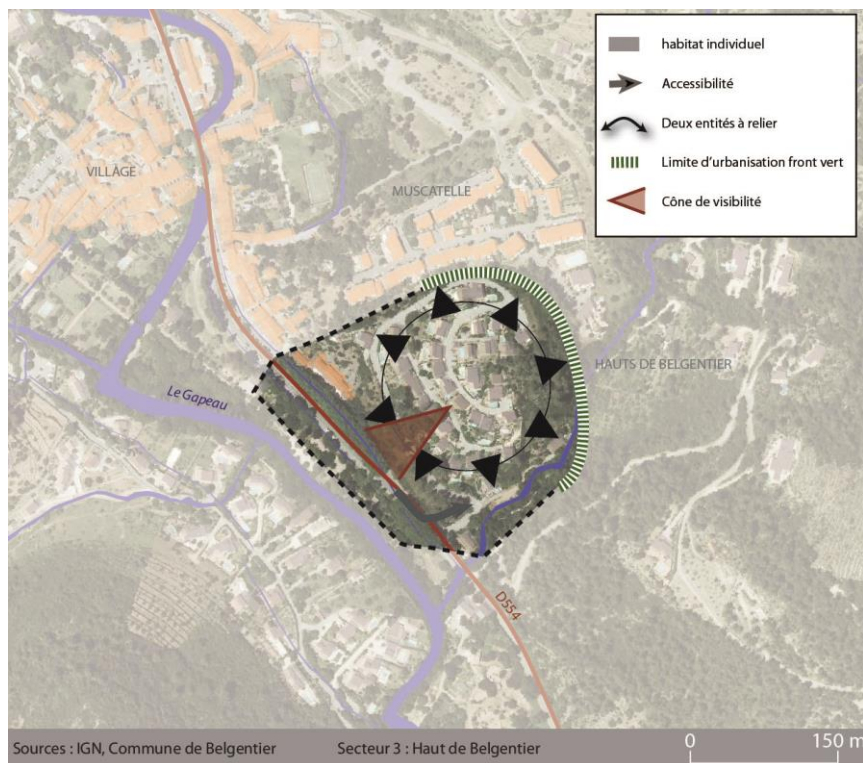 habitat individuel
Accessibilité
Deux entités à relier
Limite d'urbanisation front vert
Cône de visibilité
VILLAGE
MUSCATELLE
HAUTS DE BELGENTIER
Le Gapeau
D554
Sources : IGN, Commune de Belgentier
Secteur 3 : Haut de Belgentier
0
150 m